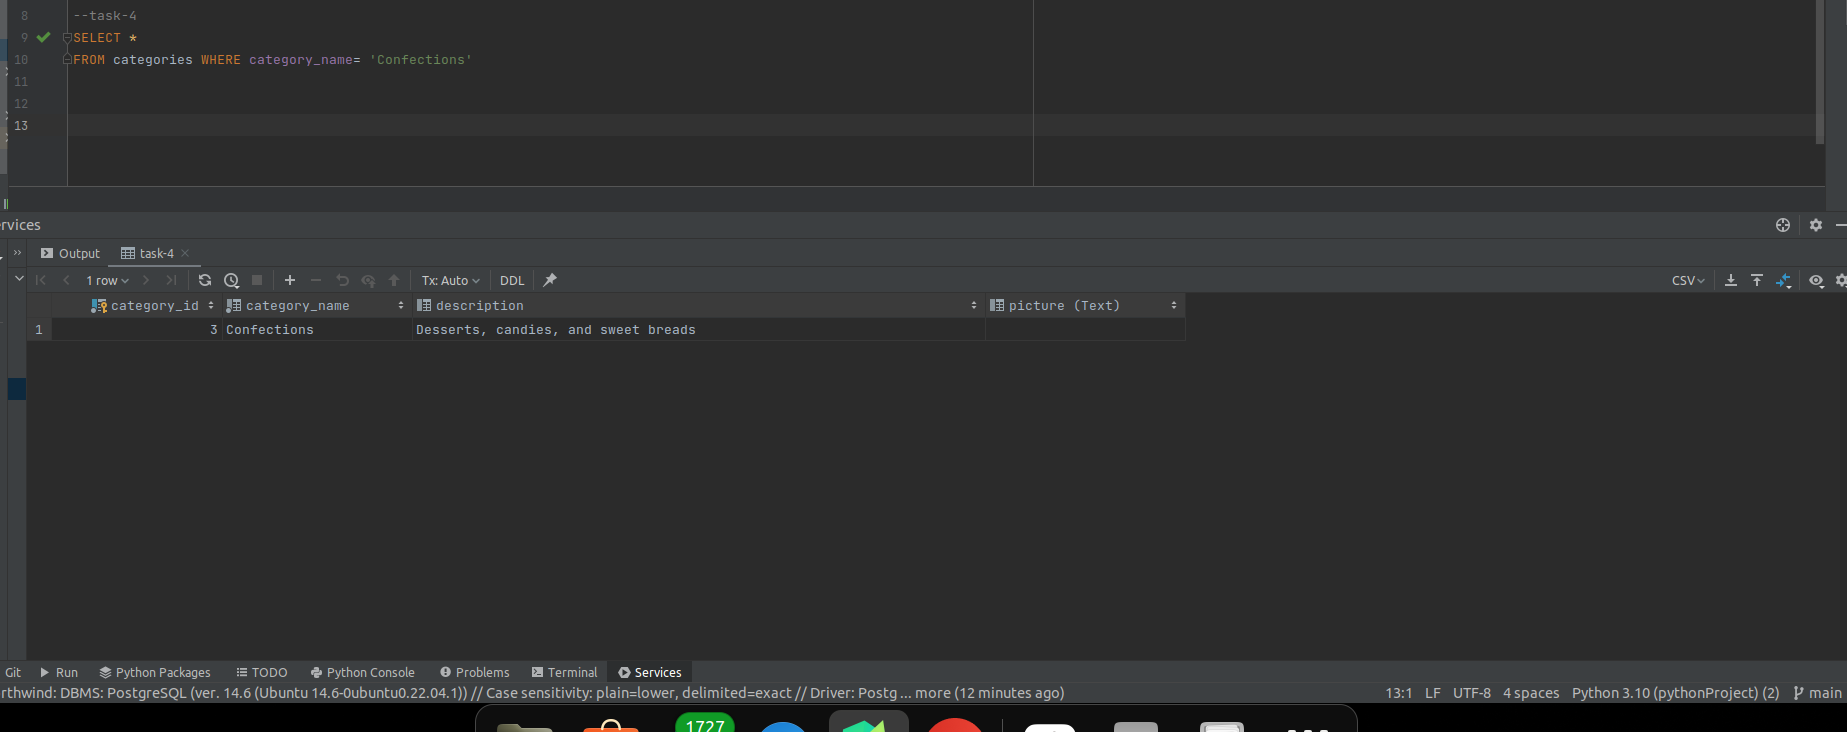 8 --task-4
9 SELECT *
10 FROM categories WHERE category_name= 'Confections'
11
12
13
rvices
Output task-4
1 row Tx: Auto DDL CSV
category_id category_name description picture (Text)
1 3 Confections Desserts, candies, and sweet breads
Git Run Python Packages TODO Python Console Problems Terminal Services
rthwind: DBMS: PostgreSQL (ver. 14.6 (Ubuntu 14.6-0ubuntu0.22.04.1)) // Case sensitivity: plain=lower, delimited=exact // Driver: Postg ... more (12 minutes ago) 13:1 LF UTF-8 4 spaces Python 3.10 (pythonProject) (2) main
1727